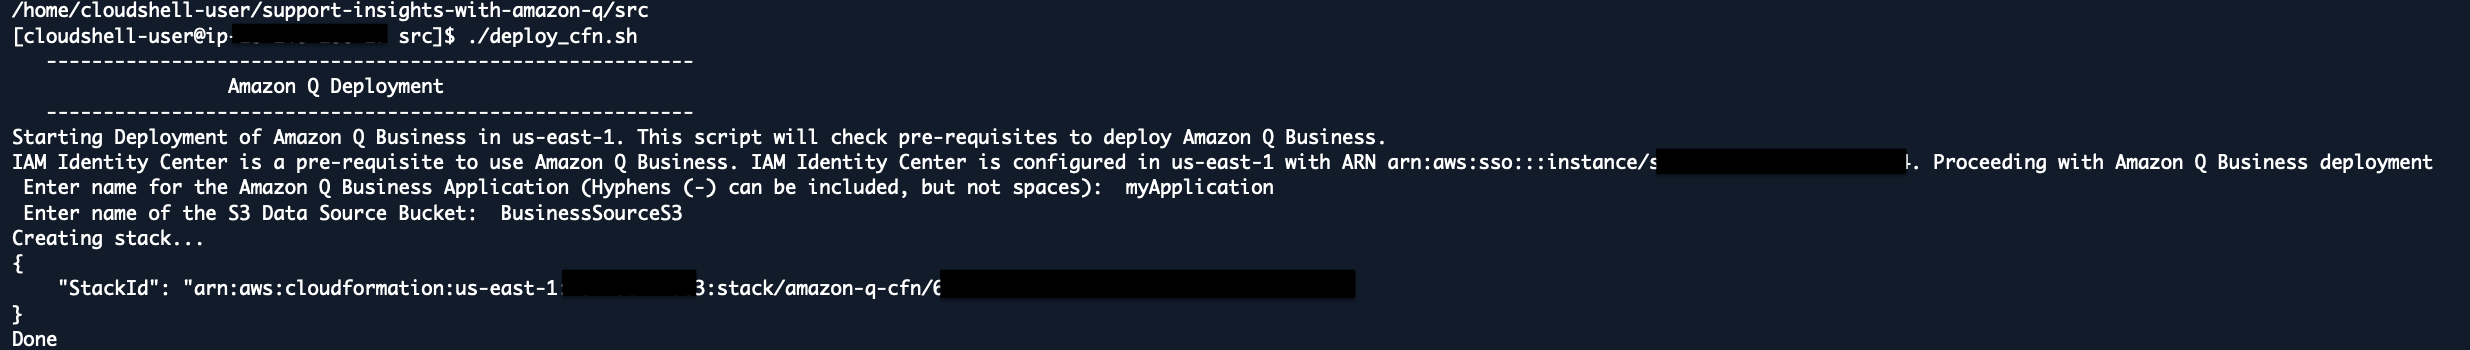 /home/cloudshell-user/support-insights-with-amazon-q/src
[cloudshell-user@ip- src]$ ./deploy_cfn.sh
---------------------------------------------------------
Amazon Q Deployment
---------------------------------------------------------
Starting Deployment of Amazon Q Business in us-east-1. This script will check pre-requisites to deploy Amazon Q Business.
IAM Identity Center is a pre-requisite to use Amazon Q Business. IAM Identity Center is configured in us-east-1 with ARN arn:aws:sso:::instance/s . Proceeding with Amazon Q Business deployment
Enter name for the Amazon Q Business Application (Hyphens (-) can be included, but not spaces):  myApplication
Enter name of the S3 Data Source Bucket:  BusinessSourceS3
Creating stack...
{
"StackId": "arn:aws:cloudformation:us-east-1: 3:stack/amazon-q-cfn/6
}
Done